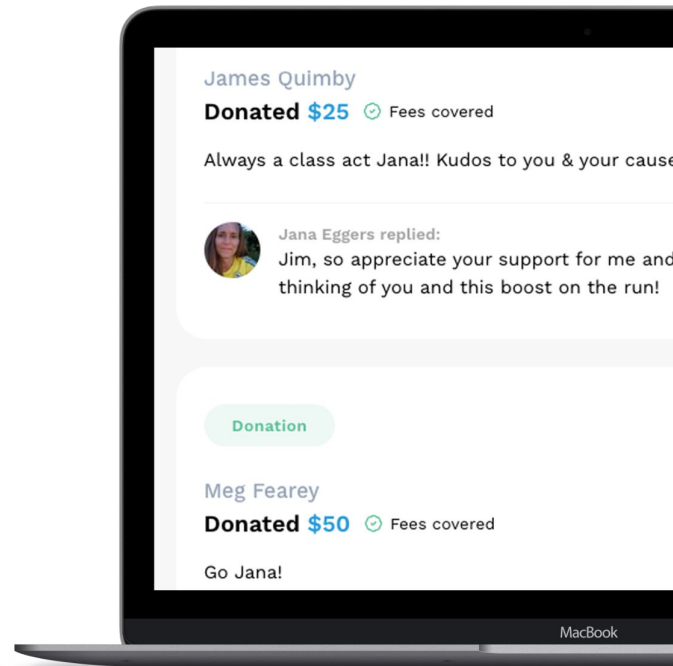 James Quimby
Donated $25 Fees covered
Always a class act Jana!! Kudos to you & your cause
Jana Eggers replied:
Jim, so appreciate your support for me and
thinking of you and this boost on the run!
Donation
Meg Fearey
Donated $50 Fees covered
Go Jana!
MacBook